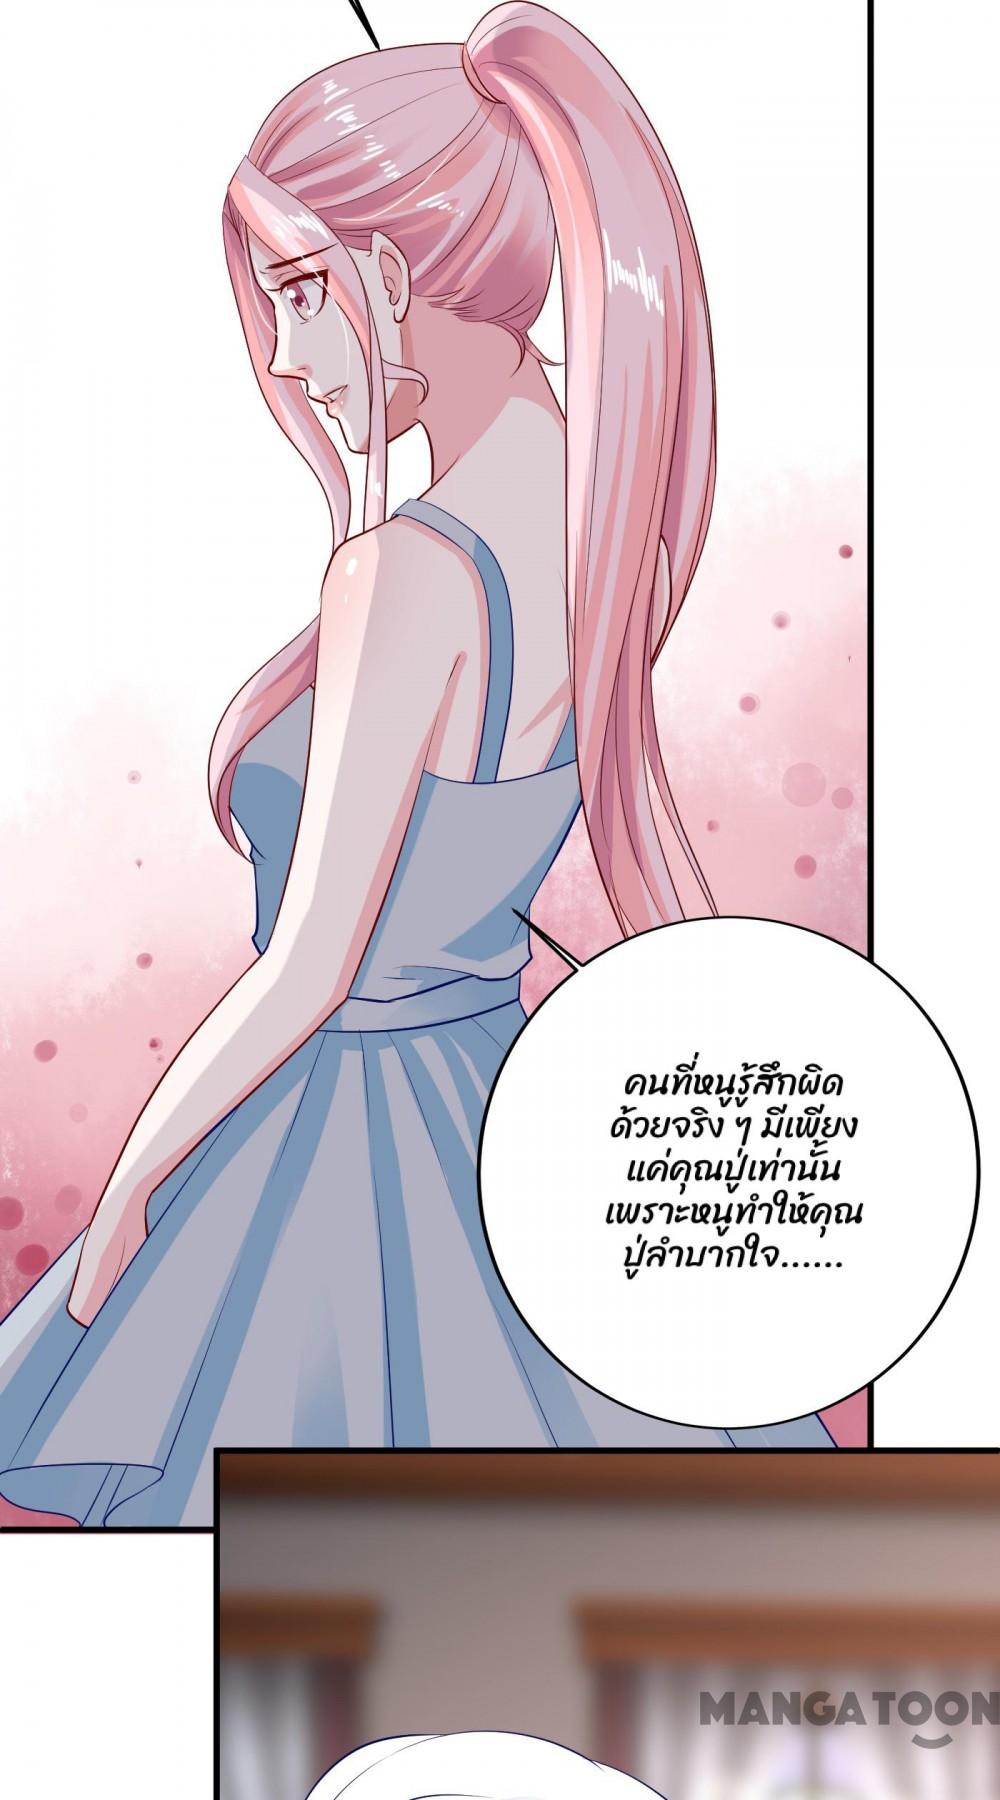 คนที่หนูรู้สึกผิด
ด้วยจริง ๆ มีเพียง
แค่คุณปู่เท่านั้น
เพราะหนูทำให้คุณ
ปู่ลำบากใจ......
MANGATOON